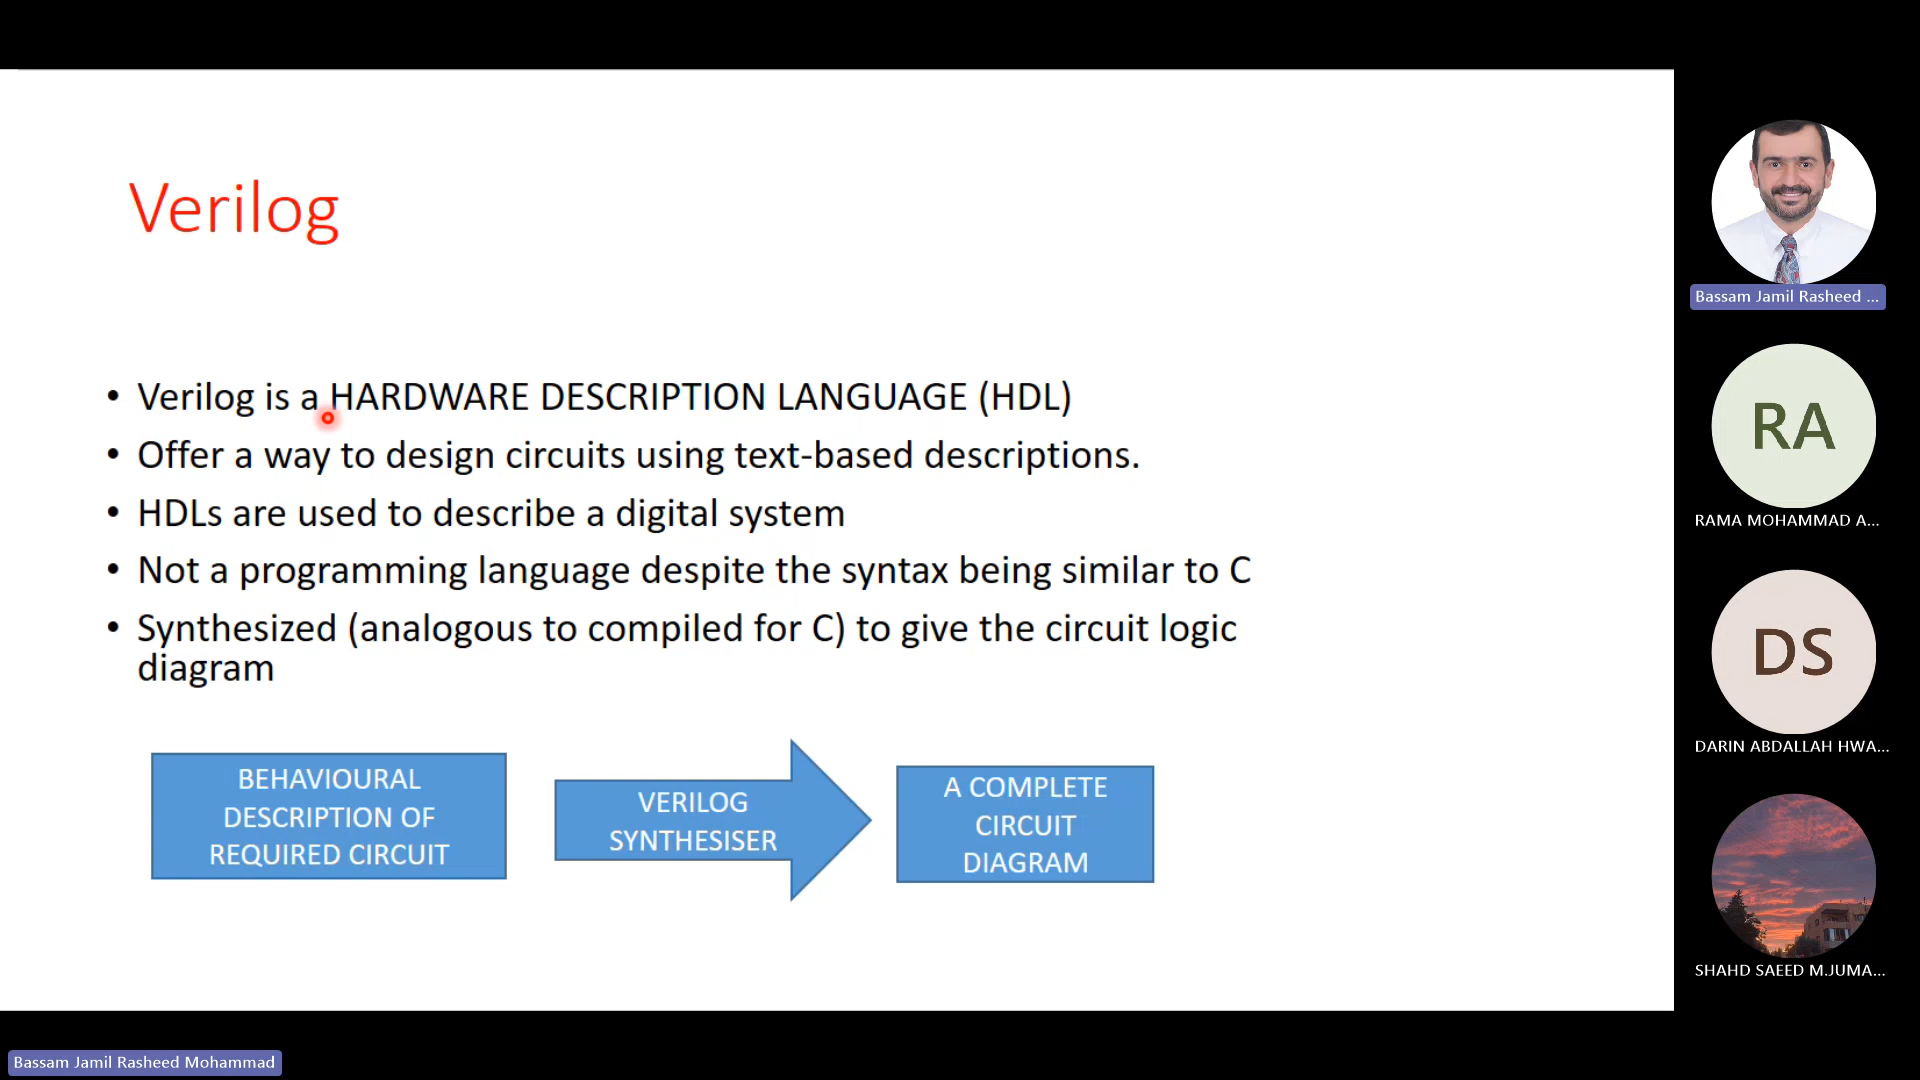 Verilog
• Verilog is a HARDWARE DESCRIPTION LANGUAGE (HDL)
• Offer a way to design circuits using text-based descriptions.
• HDLs are used to describe a digital system
• Not a programming language despite the syntax being similar to C
• Synthesized (analogous to compiled for C) to give the circuit logic
diagram
BEHAVIOURAL
DESCRIPTION OF
REQUIRED CIRCUIT
VERILOG
SYNTHESISER
A COMPLETE
CIRCUIT
DIAGRAM
Bassam Jamil Rasheed ...
RA
RAMA MOHAMMAD A...
DS
DARIN ABDALLAH HWA...
SHAHD SAEED M.JUMA...
Bassam Jamil Rasheed Mohammad